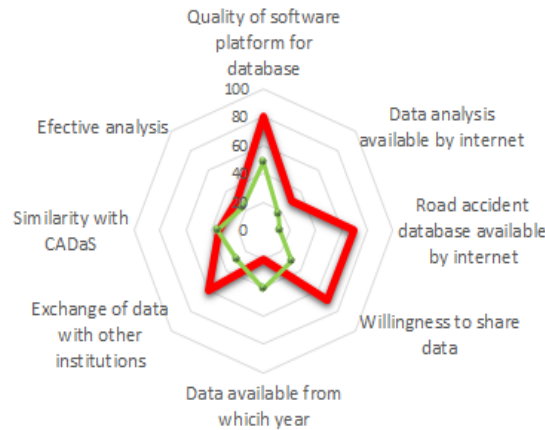 Quality of software
platform for
database
100
80
60
40
20
0
Data analysis
available by internet
Road accident
database available
by internet
Willingness to share
data
Data available from
whicih year
Exchange of data
with other
institutions
Similarity with
CADaS
Efective analysis